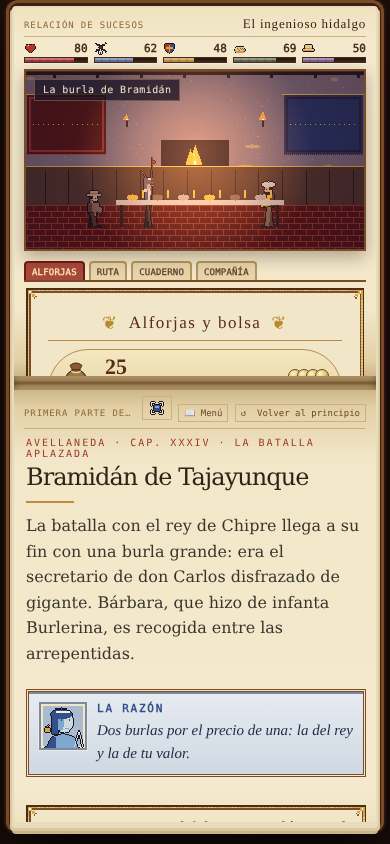 RELACIÓN DE SUCESOS
El ingenioso hidalgo
80 62 48 69 50
La burla de Bramidán
ALFORJAS RUTA CUADERNO COMPAÑÍA
Alforjas y bolsa
25
PRIMERA PARTE DE… Menú ↺ Volver al principio
AVELLANEDA · CAP. XXXIV · LA BATALLA
APLAZADA
Bramidán de Tajayunque
La batalla con el rey de Chipre llega a su
fin con una burla grande: era el
secretario de don Carlos disfrazado de
gigante. Bárbara, que hizo de infanta
Burlerina, es recogida entre las
arrepentidas.
LA RAZÓN
Dos burlas por el precio de una: la del rey
y la de tu valor.